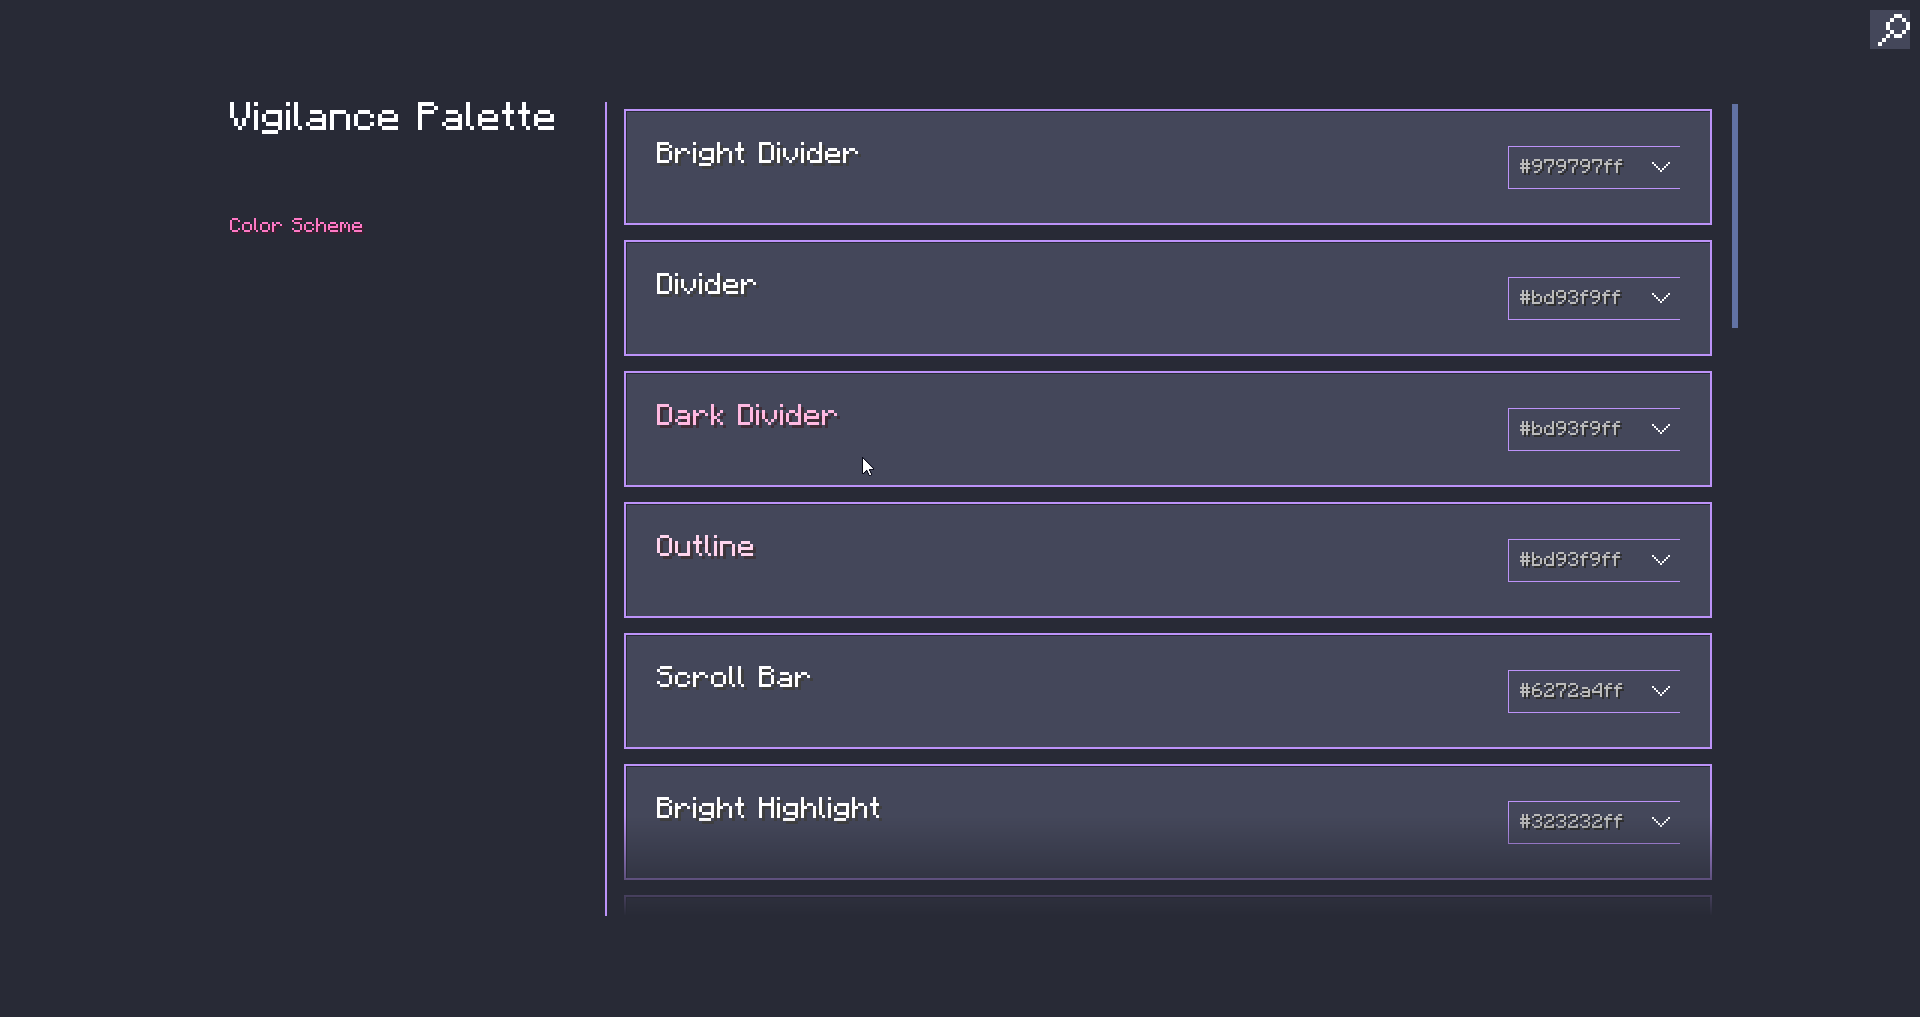 Vigilance Palette
Color Scheme
Bright Divider
#979797ff
Divider
#bd93f9ff
Dark Divider
#bd93f9ff
Outline
#bd93f9ff
Scroll Bar
#6272a4ff
Bright Highlight
#323232ff